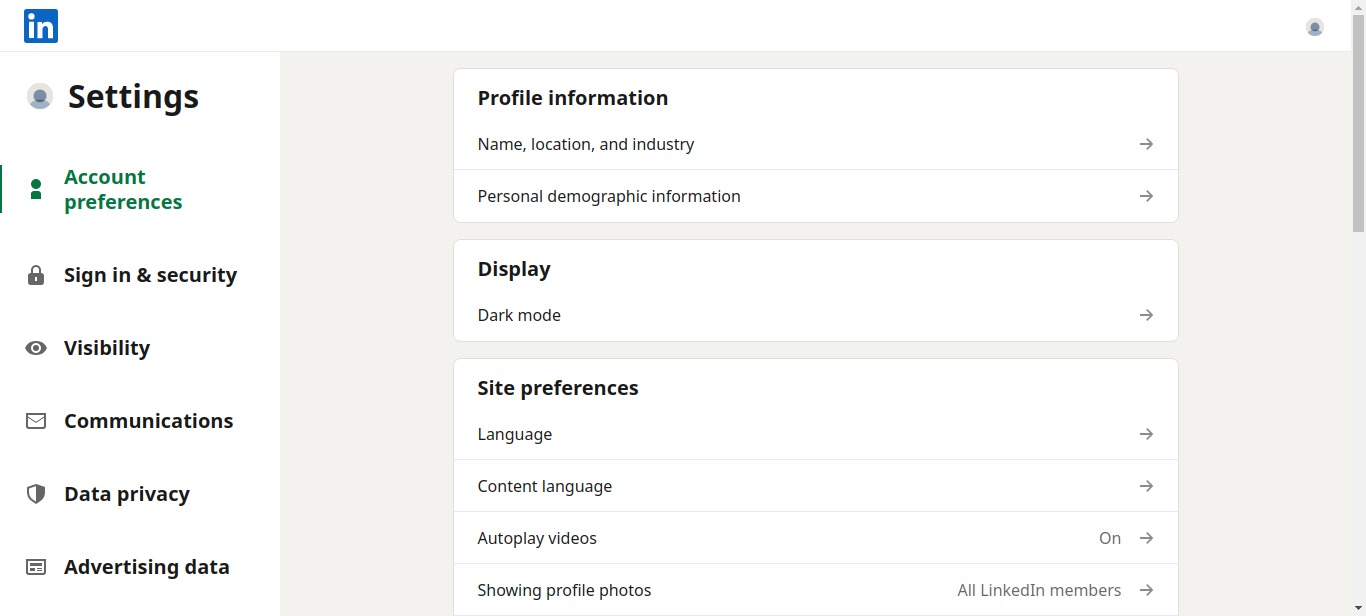 in
Settings
Account
preferences
Sign in & security
Visibility
Communications
Data privacy
Advertising data
Profile information
Name, location, and industry
Personal demographic information
Display
Dark mode
Site preferences
Language
Content language
Autoplay videos On
Showing profile photos All LinkedIn members